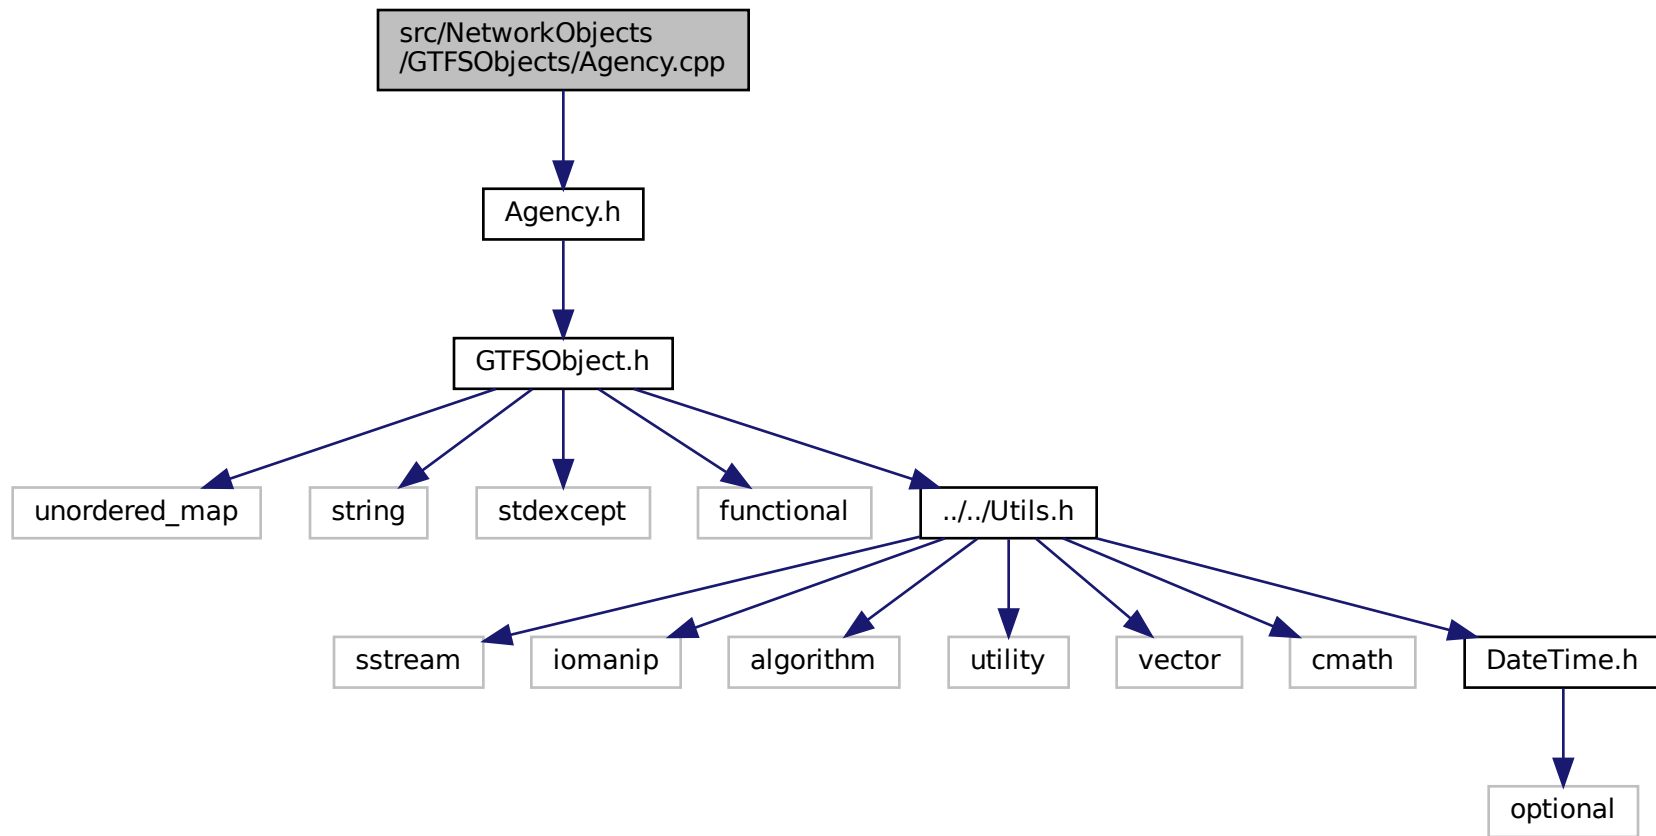 src/NetworkObjects
/GTFSObjects/Agency.cpp
Agency.h
GTFSObject.h
unordered_map
string
stdexcept
functional
../../Utils.h
sstream
iomanip
algorithm
utility
vector
cmath
DateTime.h
optional